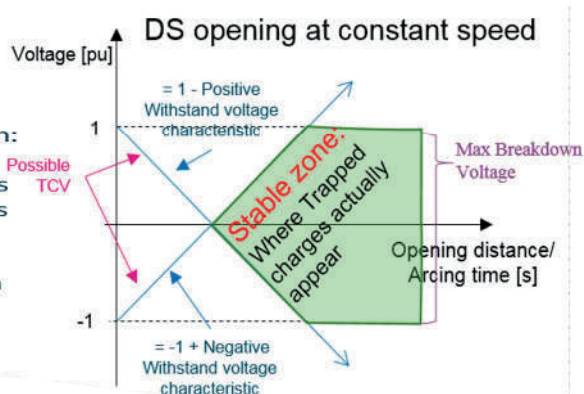 DS opening at constant speed
Voltage [pu]
= 1 - Positive
Withstand voltage
characteristic
1
Possible
TCV
Stable zone:
Where Trapped
charges actually
appear
Max Breakdown
Voltage
Opening distance/
Arcing time [s]
-1
= -1 + Negative
Withstand voltage
characteristic